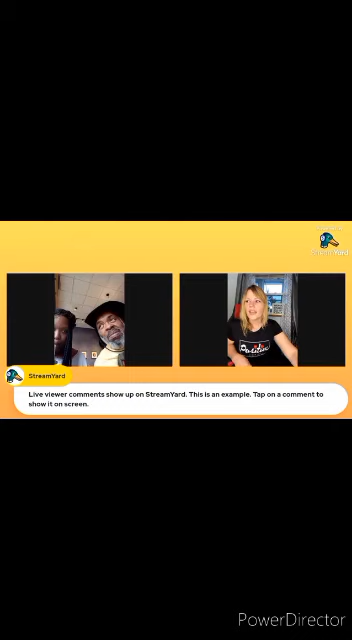 StreamYard
Positive
StreamYard
Live viewer comments show up on StreamYard. This is an example. Tap on a comment to
show it on screen.
PowerDirector